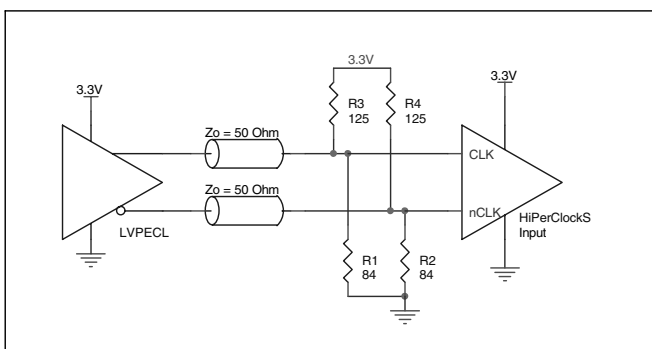 3.3V
3.3V
3.3V
R3
125
R4
125
Zo = 50 Ohm
CLK
Zo = 50 Ohm
nCLK
HiPerClockS
Input
LVPECL
R1
84
R2
84